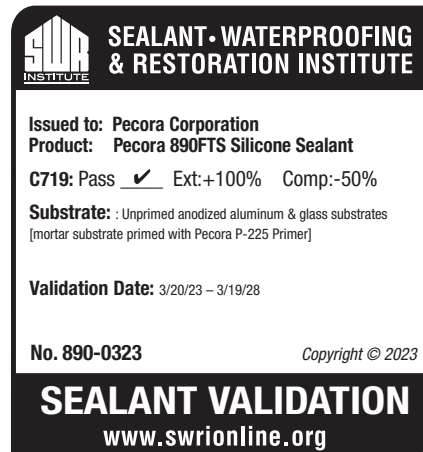 SWR
INSTITUTE
SEALANT • WATERPROOFING
& RESTORATION INSTITUTE
Issued to: Pecora Corporation
Product: Pecora 890FTS Silicone Sealant
C719: Pass ✔ Ext:+100% Comp:-50%
Substrate: : Unprimed anodized aluminum & glass substrates
[mortar substrate primed with Pecora P-225 Primer]
Validation Date: 3/20/23 – 3/19/28
No. 890-0323 Copyright © 2023
SEALANT VALIDATION
www.swrionline.org